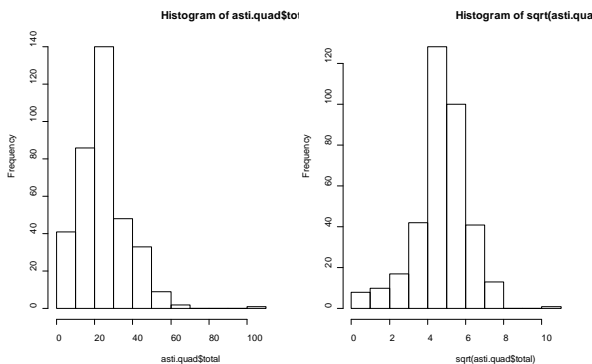 Histogram of asti.quad$tot
Frequency
0 20 40 60 80 100 120 140
0 20 40 60 80 100
asti.quad$total
Histogram of sqrt(asti.qua
Frequency
0 20 40 60 80 100 120
0 2 4 6 8 10
sqrt(asti.quad$total)